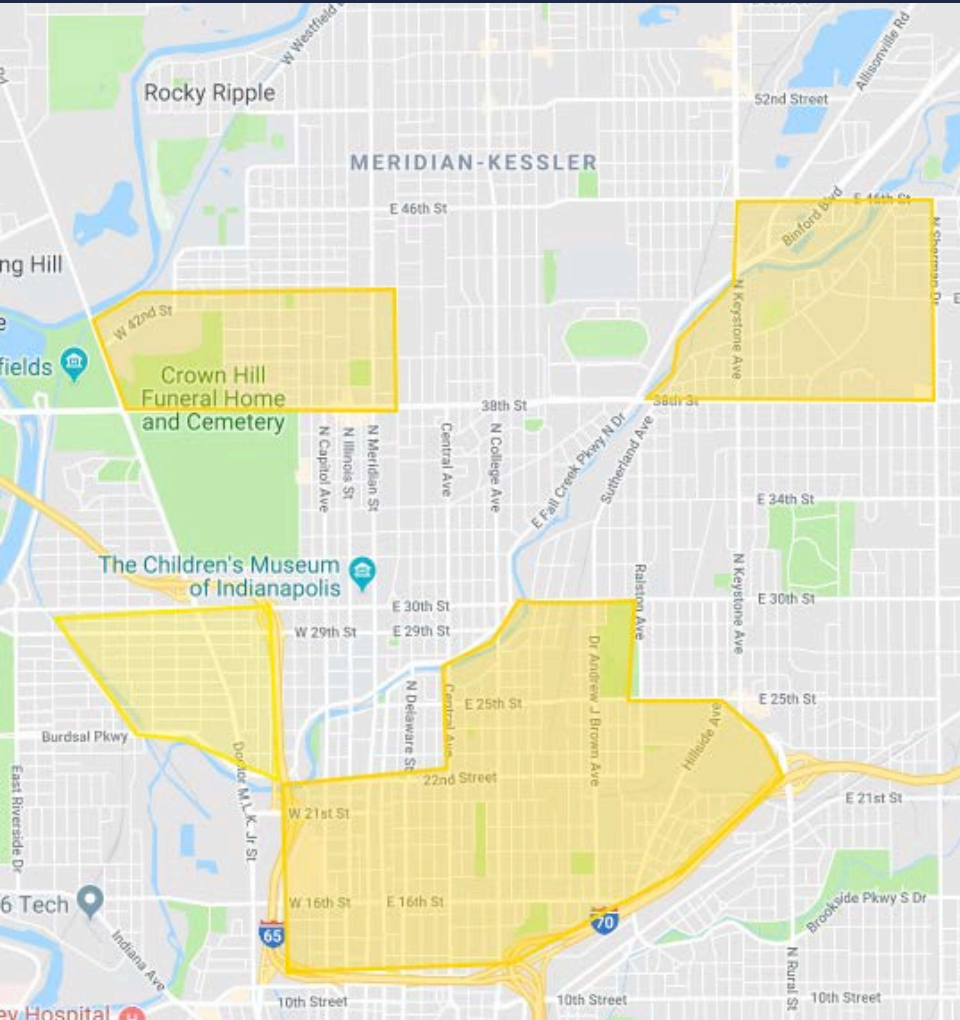 W Westfield
Allisonville Rd
Rocky Ripple
52nd Street
MERIDIAN-KESSLER
E 46th St
E 46th St
Binford Blvd
N Sherman Dr
ng Hill
W 42nd St
N Keystone Ave
E
e
fields
Crown Hill
Funeral Home
and Cemetery
38th St
38th St
N Capitol Ave
N Illinois St
N Meridian St
Central Ave
N College Ave
E Fall Creek Pkwy N Dr
Sutherland Ave
E 34th St
The Children's Museum
of Indianapolis
Ralston Ave
N Keystone Ave
E 30th St
E 30th St
W 29th St
E 29th St
Dr Andrew J Brown Ave
N Delaware St
Central Ave
E 25th St
E 25th St
Hillside Ave
Burdsal Pkwy
Doctor M.L.K. Jr St
22nd Street
East Riverside Dr
W 21st St
E 21st St
6 Tech
W 16th St
E 16th St
Brookside Pkwy S Dr
65
70
Indiana Ave
N Rural St
10th Street
10th Street
10th Street
ey Hospital
H